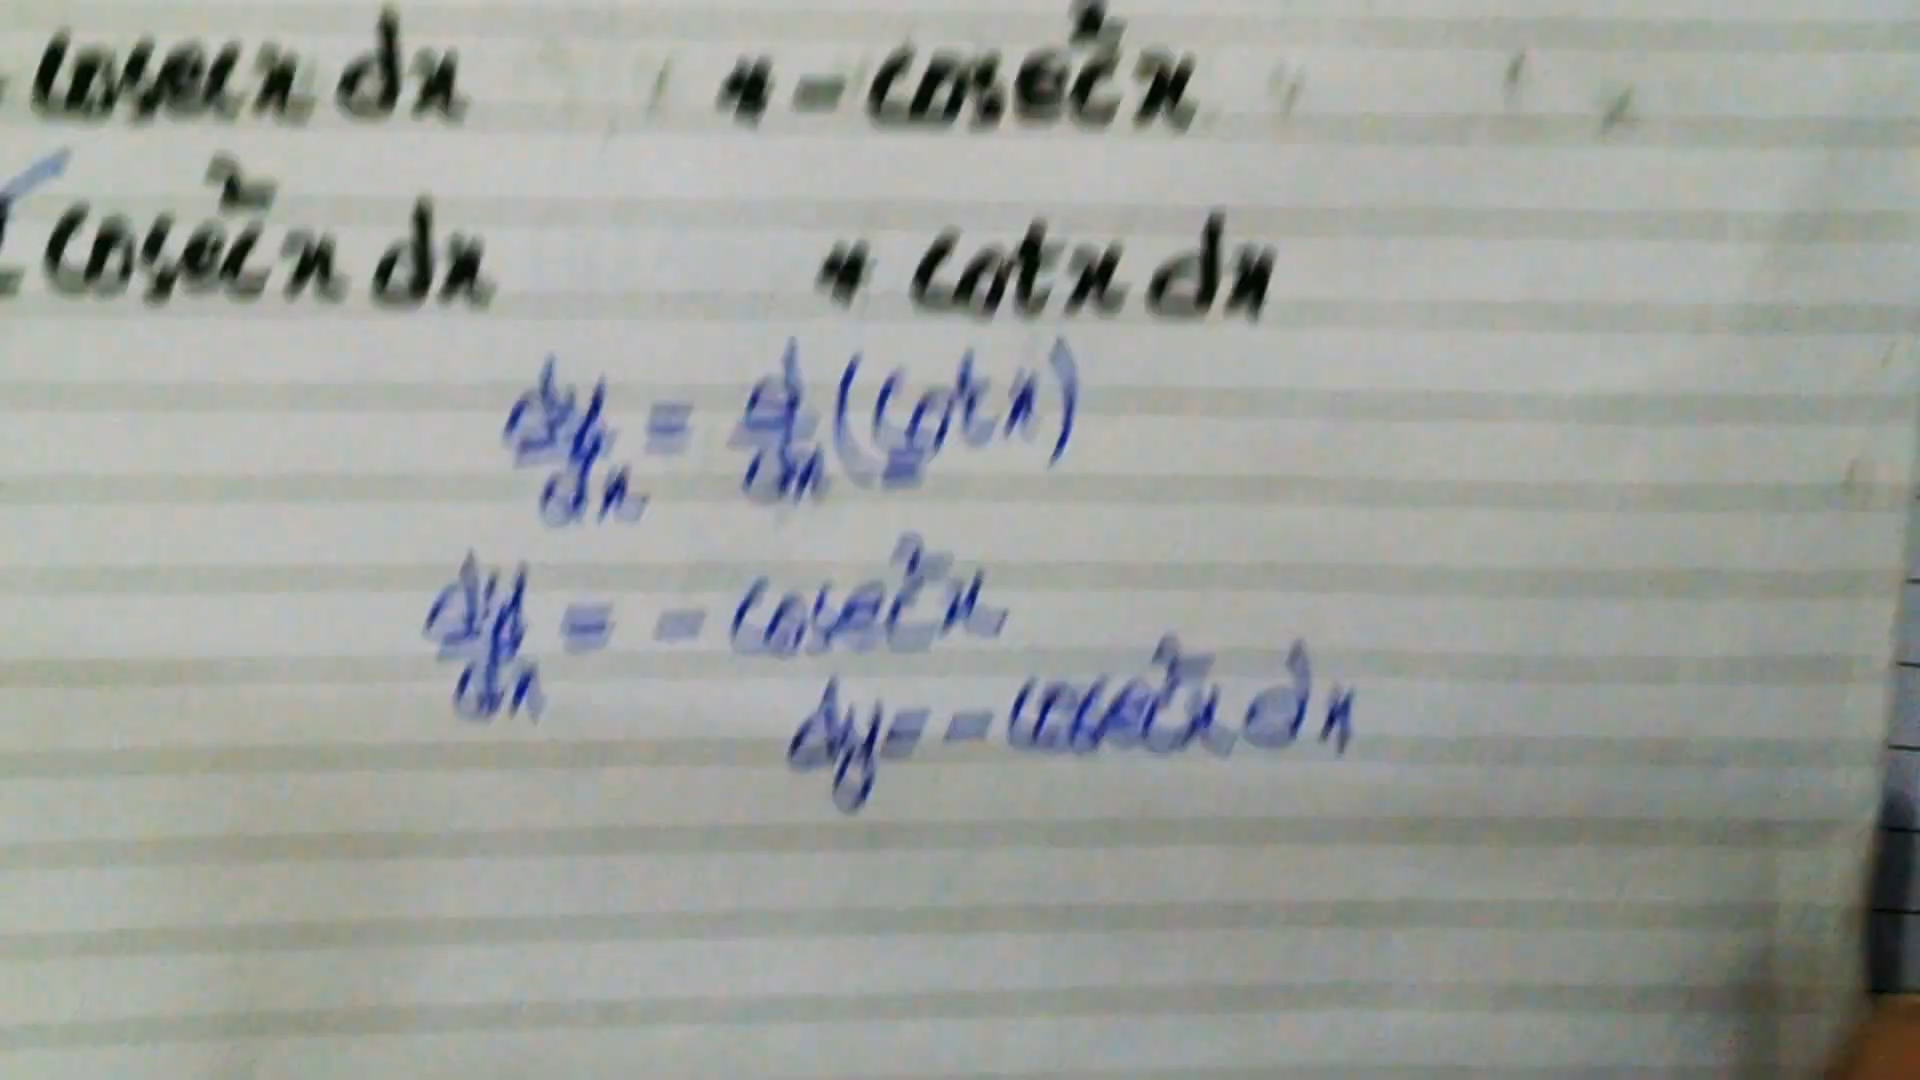 cosecx dx x - cosec²x
- cosec²x dx x cotx dx
dy/dx = d/dx (cotx)
dy/dx = - cosec²x
dy = - cosec²x dx